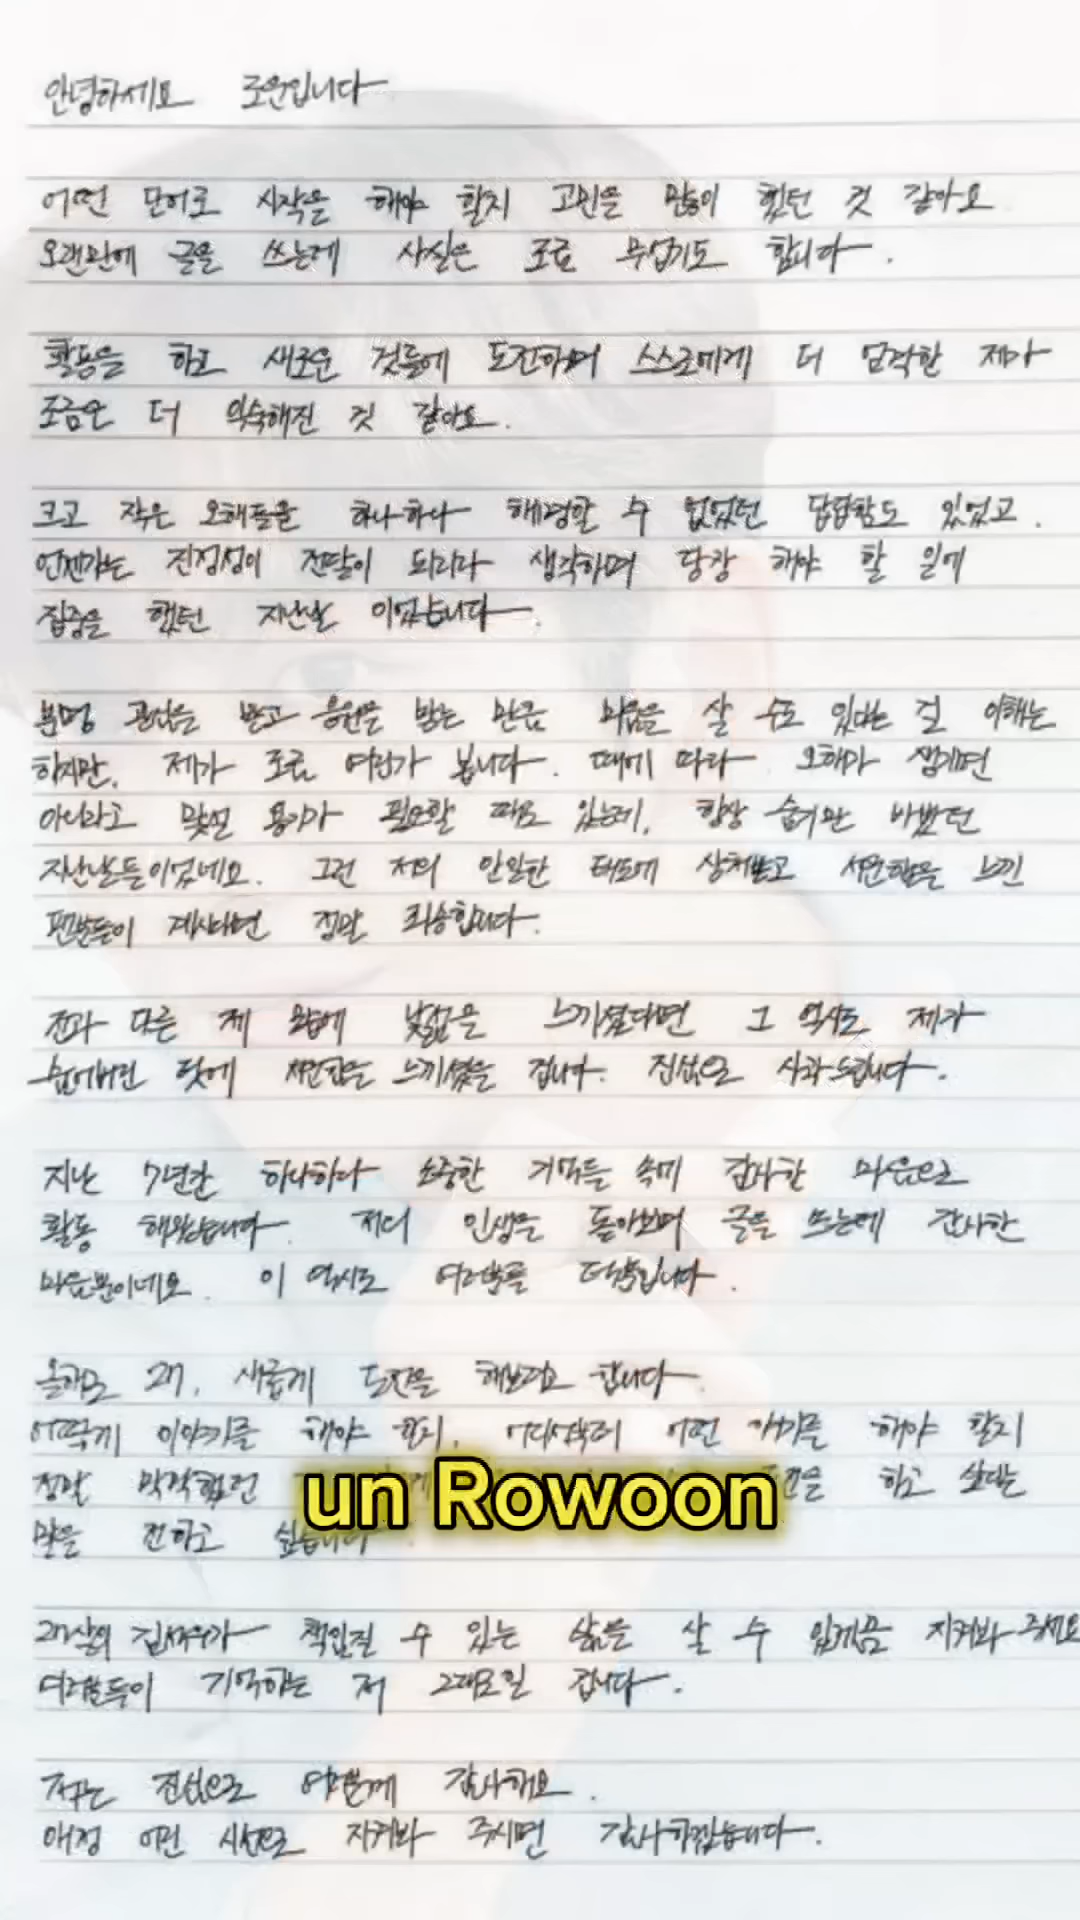 안녕하세요 로운입니다
어떤 단어로 시작을 해야 할지 고민을 많이 했던 것 같아요
오랜만에 글을 쓰는데 사실은 조금 무섭기도 합니다.
활동을 하고 새로운 것들에 도전하며 스스로에게 더 엄격한 제가
조금은 더 익숙해진 것 같아요.
크고 작은 오해들을 하나하나 해명할 수 없었던 답답함도 있었고.
언젠가는 진정성이 전달이 되리라 생각하며 당장 해야 할 일에
집중을 했던 지난날 이었습니다.
분명 관심을 받고 응원을 받는 만큼 미움을 살 수도 있다는 걸 이해는
하지만, 제가 조금 여린가 봅니다. 때에 따라 오해가 생기면
아니라고 맞설 용기가 필요할 때도 있는데, 항상 숨기만 바빴던
지난날들이었네요. 그런 저의 안일한 태도에 상처받고 서운함을 느낀
팬분들이 계시다면 정말 죄송합니다.
전과 다른 제 모습에 낯섦을 느끼셨다면 그 역시도 제가
숨어버린 탓에 서운함을 느끼셨을 겁니다. 진심으로 사과드립니다.
지난 7년간 하나하나 소중한 기억들 속에 감사한 마음으로
활동 해왔습니다. 저의 인생을 돌아보며 글을 쓰는데 감사한
마음뿐이네요. 이 역시도 여러분들 덕분입니다.
올해로 27, 새롭게 도전을 해보려고 합니다.
어떻게 이야기를 해야 할지, 어디서부터 어떤 얘기를 해야 할지
정말 막막했던 하고 싶다는
말을 전하고 싶습니다.
un Rowoon
27살의 김석우가 책임질 수 있는 삶을 살 수 있게끔 지켜봐 주세요
여러분들이 기억하는 저 그대로일 겁니다.
저는 진심으로 여러분께 감사해요.
애정 어린 시선으로 지켜봐 주시면 감사하겠습니다.